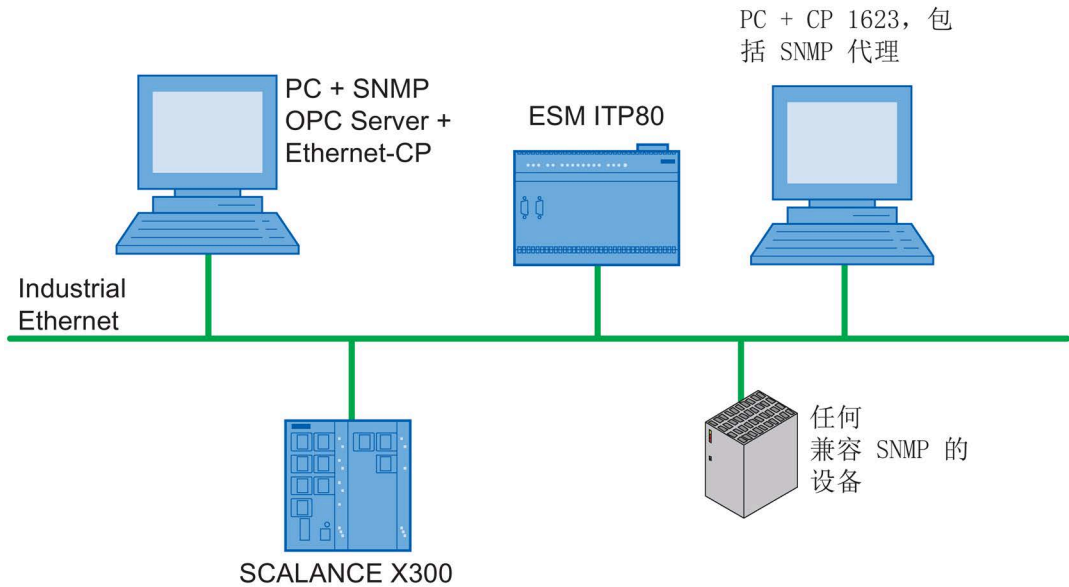 PC + CP 1623，包
括 SNMP 代理
PC + SNMP
OPC Server +
Ethernet-CP
ESM ITP80
Industrial
Ethernet
任何
兼容 SNMP 的
设备
SCALANCE X300